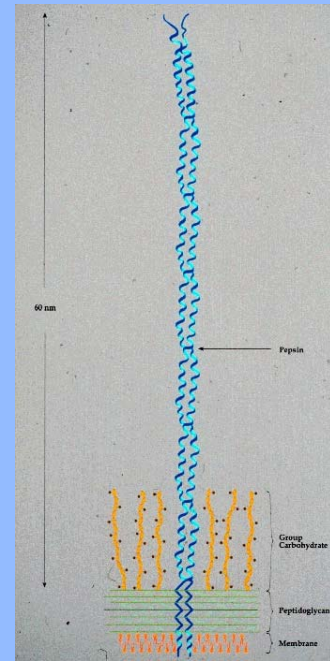 60 nm
Pepsin
Group
Carbohydrate
Peptidoglycan
Membrane